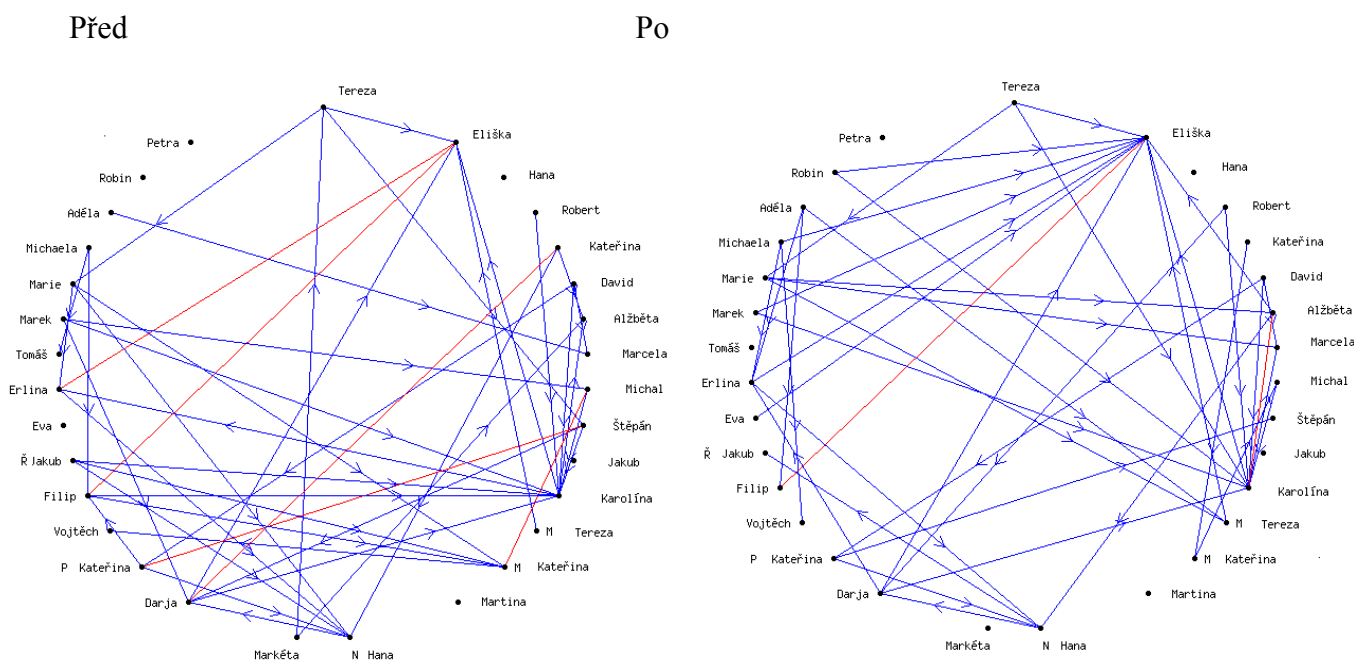 Před
Po
Tereza
Eliška
Petra
Hana
Robin
Robert
Adéla
Kateřina
Michaela
David
Marie
Alžběta
Marek
Marcela
Tomáš
Michal
Erlina
Štěpán
Eva
Jakub
Ř Jakub
Karolína
Filip
M Tereza
Vojtěch
M Kateřina
P Kateřina
Martina
Darja
Markéta
N Hana
Tereza
Eliška
Petra
Hana
Robin
Robert
Adéla
Kateřina
Michaela
David
Marie
Alžběta
Marek
Marcela
Tomáš
Michal
Erlina
Štěpán
Eva
Jakub
Ř Jakub
Karolína
Filip
M Tereza
Vojtěch
M Kateřina
P Kateřina
Martina
Darja
Markéta
N Hana